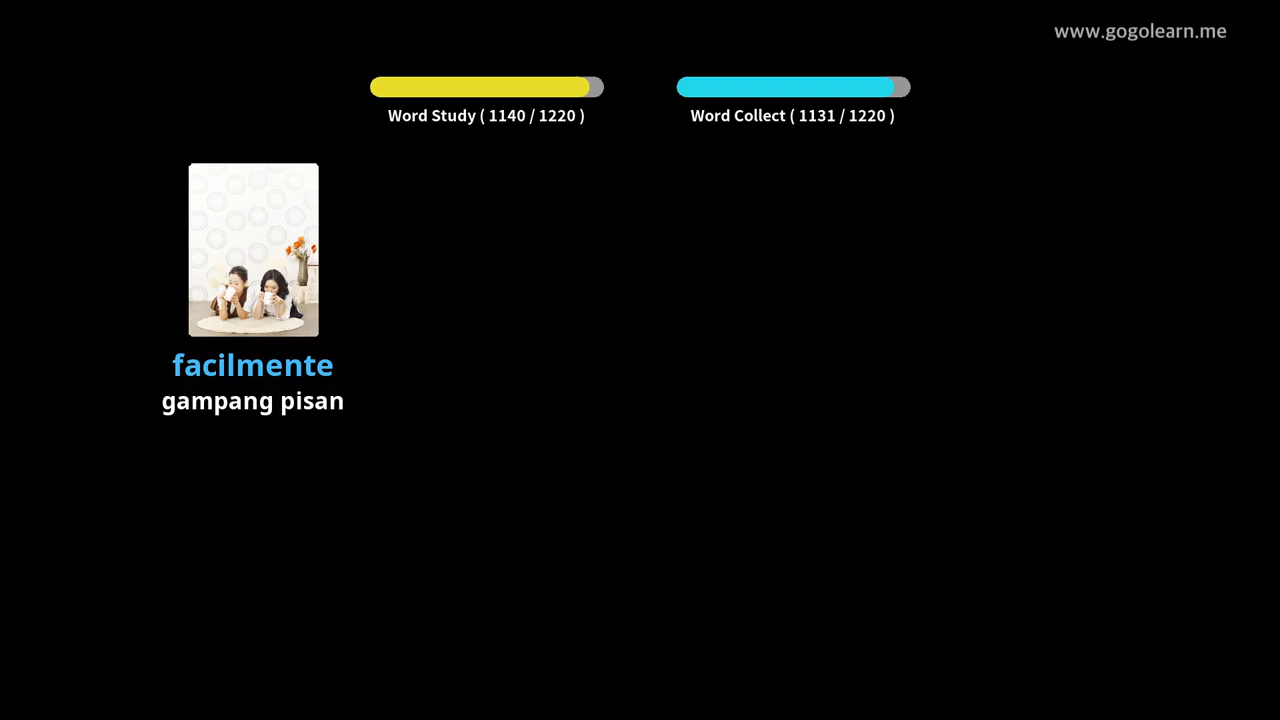 www.gogolearn.me
Word Study ( 1140 / 1220 )
Word Collect ( 1131 / 1220 )
facilmente
gampang pisan